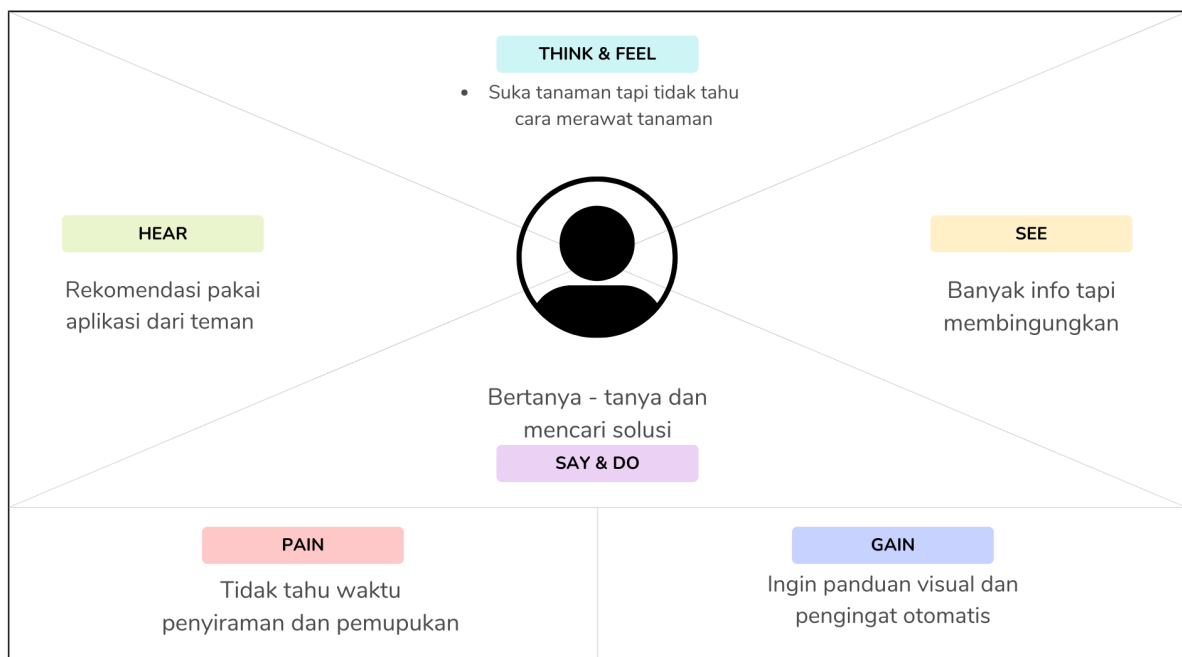 THINK & FEEL
• Suka tanaman tapi tidak tahu
cara merawat tanaman
HEAR
Rekomendasi pakai
aplikasi dari teman
SEE
Banyak info tapi
membingungkan
Bertanya - tanya dan
mencari solusi
SAY & DO
PAIN
Tidak tahu waktu
penyiraman dan pemupukan
GAIN
Ingin panduan visual dan
pengingat otomatis